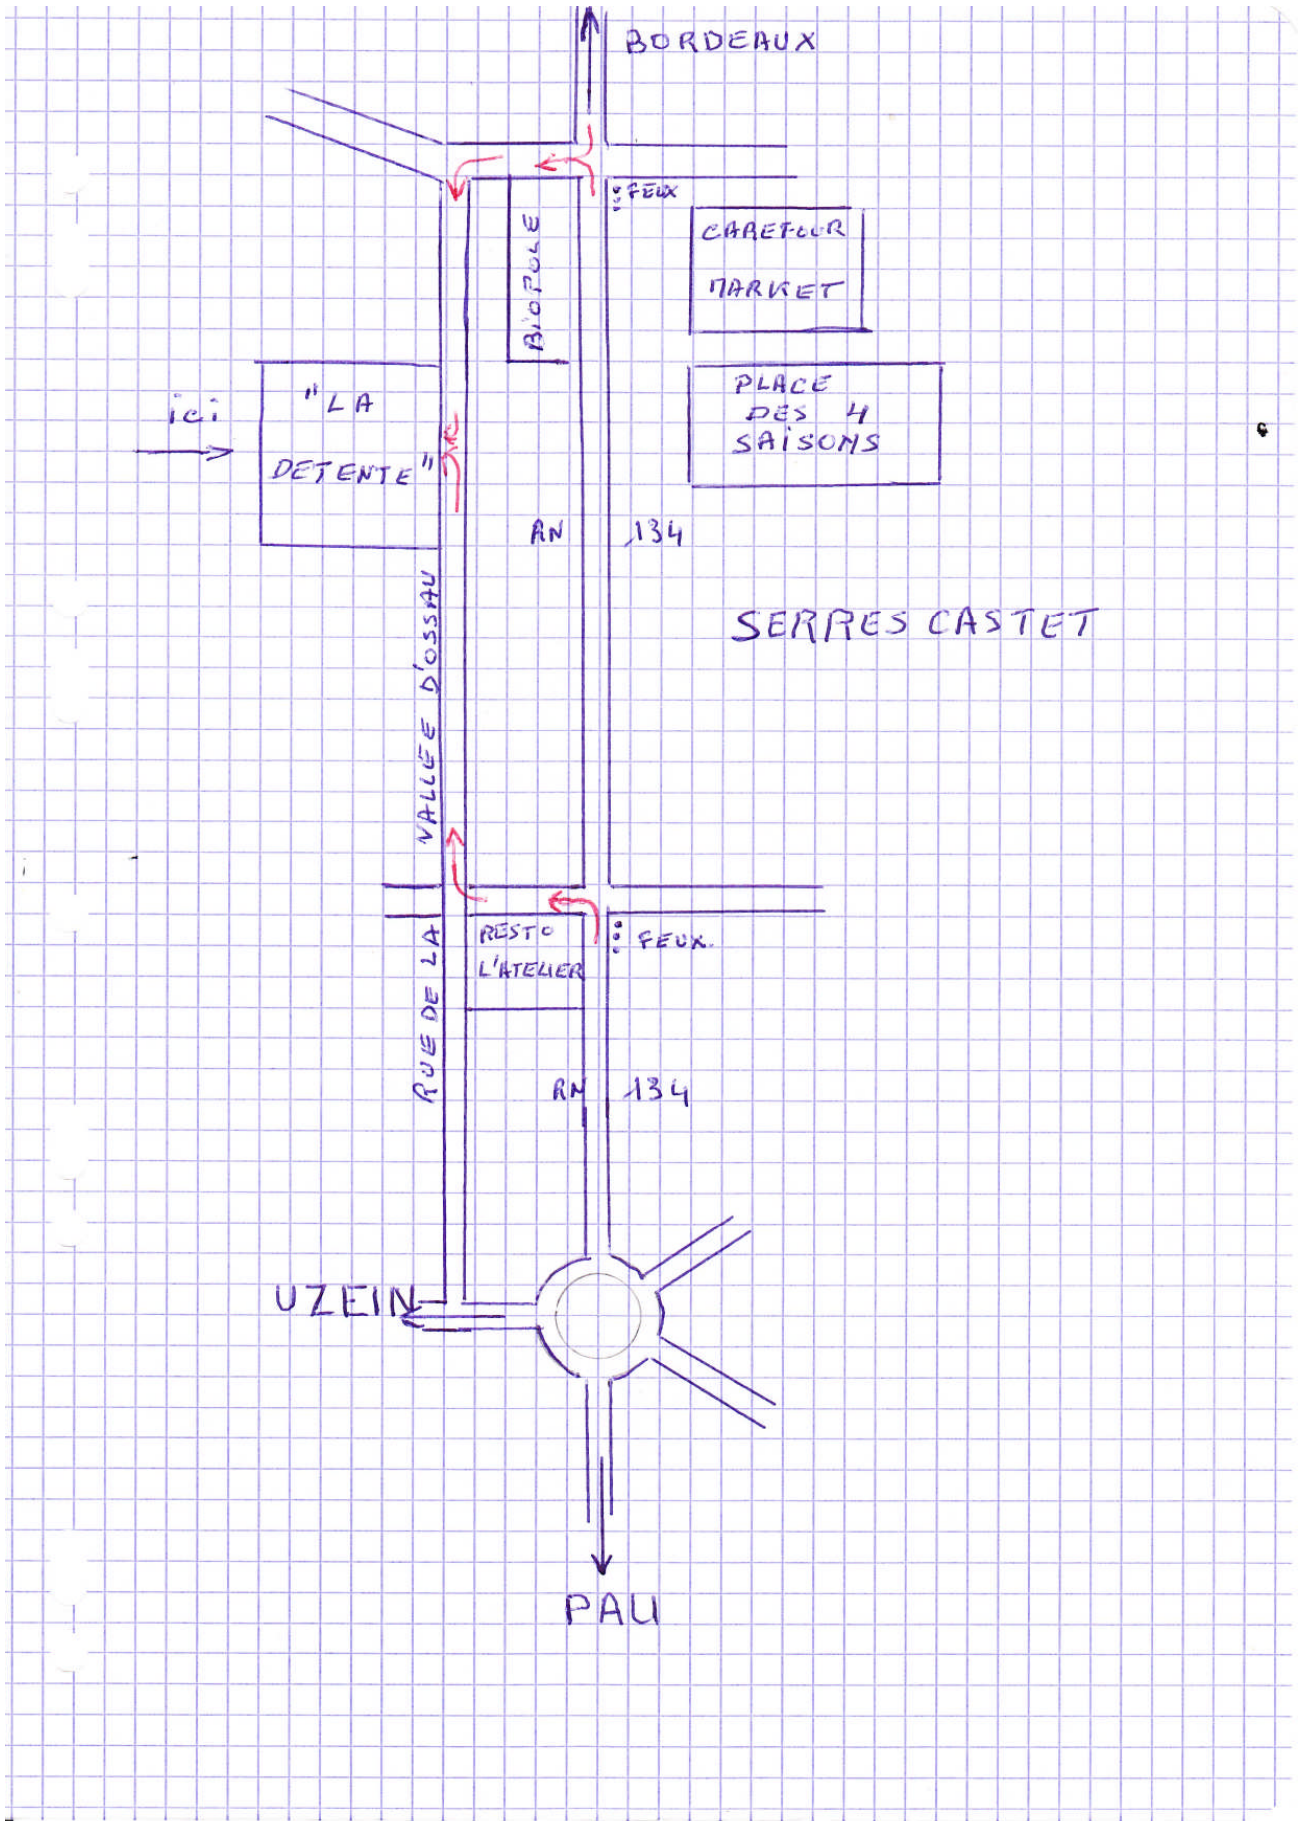 BORDEAUX
FEUX
CAREFOUR
MARKET
BIOPOLE
ici
"LA
DETENTE"
PLACE
DES 4
SAISONS
RN 134
SERRES CASTET
RUE DE LA VALLÉE D'OSSAU
RESTO
L'ATELIER
FEUX.
RN 134
UZEIN
PAU